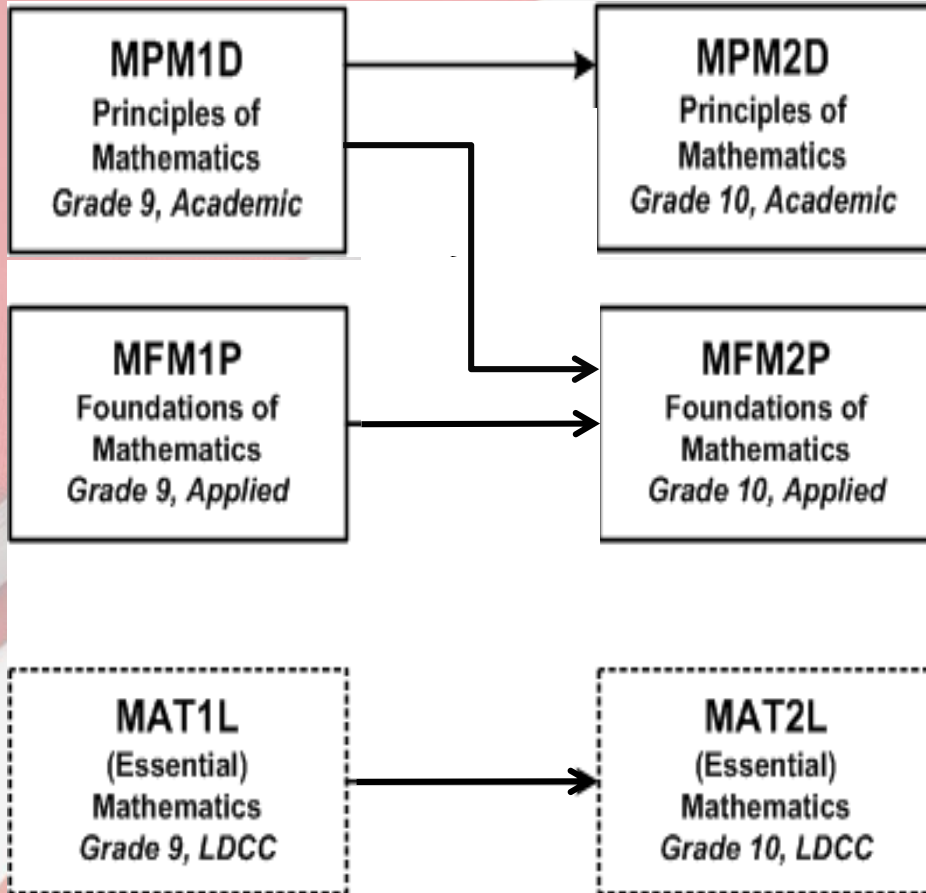 MPM1D
Principles of
Mathematics
Grade 9, Academic
MPM2D
Principles of
Mathematics
Grade 10, Academic
MFM1P
Foundations of
Mathematics
Grade 9, Applied
MFM2P
Foundations of
Mathematics
Grade 10, Applied
MAT1L
(Essential)
Mathematics
Grade 9, LDCC
MAT2L
(Essential)
Mathematics
Grade 10, LDCC